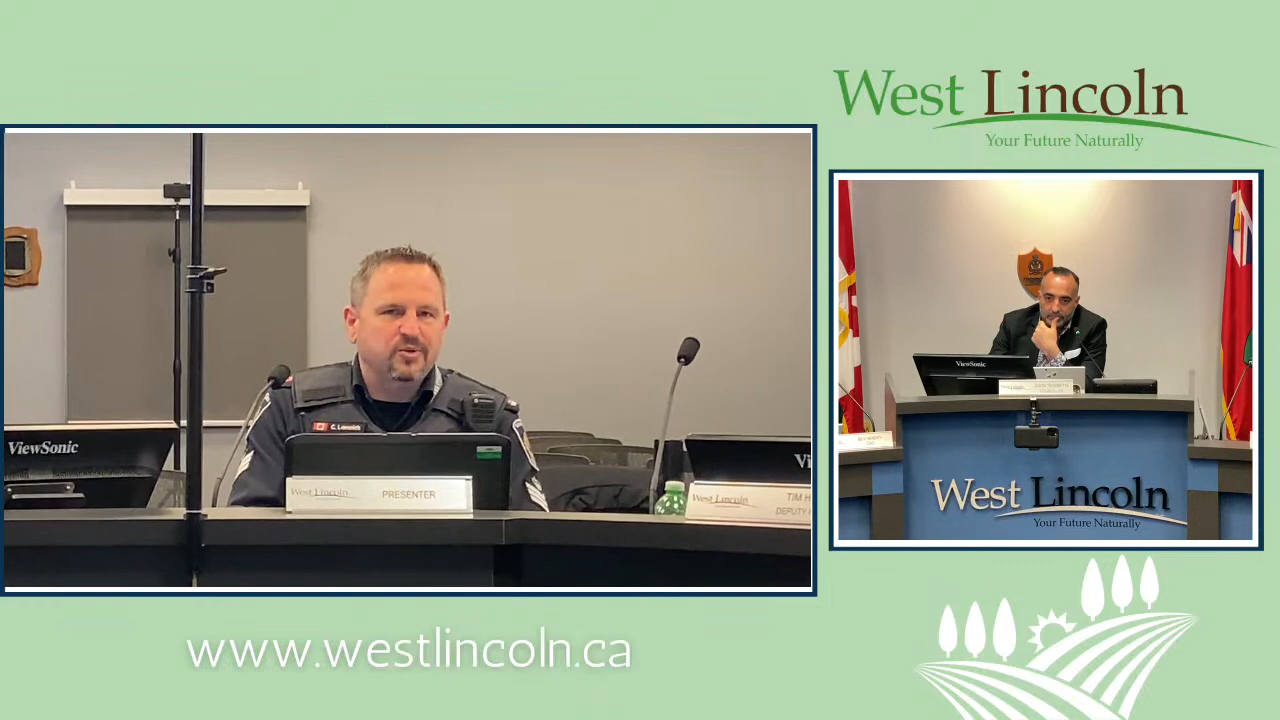 West Lincoln
Your Future Naturally
C.
ViewSonic
West Lincoln
PRESENTER
Vi
West Lincoln
TIM H
DEPUTY
ViewSonic
West Lincoln
Your Future Naturally
www.westlincoln.ca